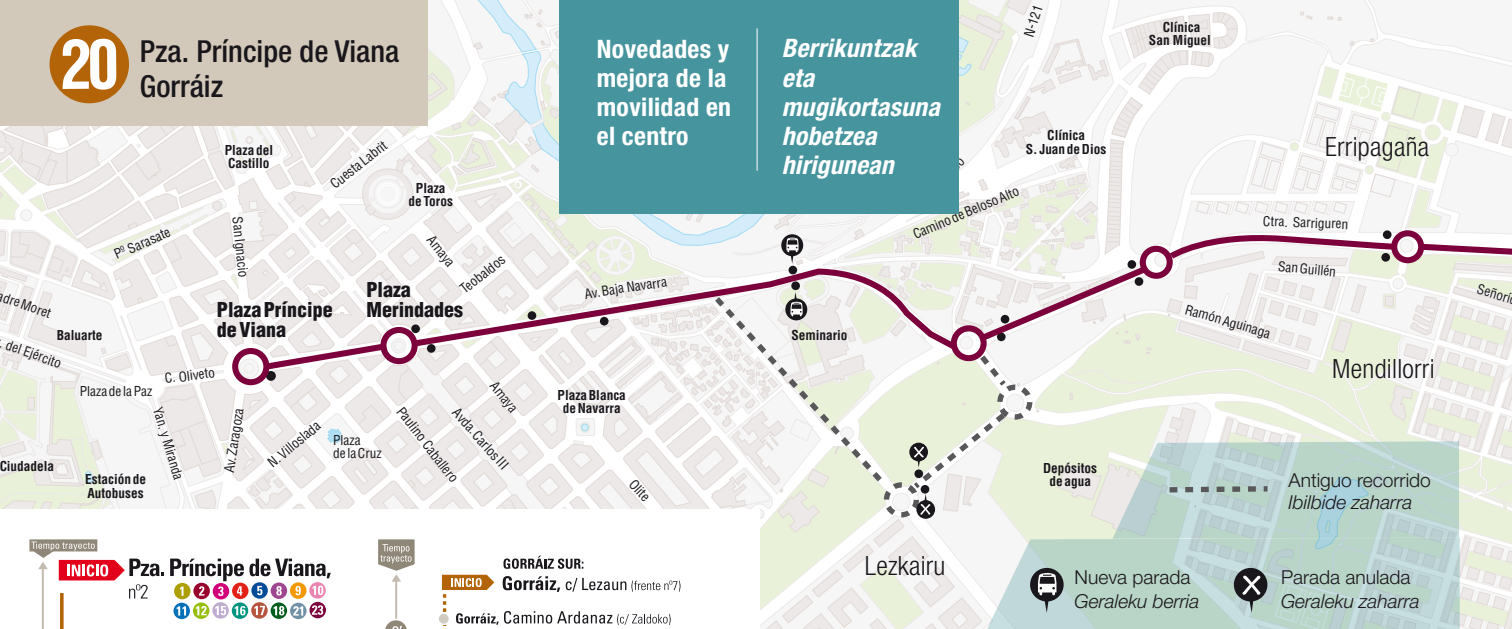 20
Pza. Príncipe de Viana
Gorráiz
Novedades y
mejora de la
movilidad en
el centro
Berrikuntzak
eta
mugikortasuna
hobetzea
hirigunean
N-121
Clínica
San Miguel
Clínica
S. Juan de Dios
Erripagaña
Plaza del
Castillo
Cuesta Labrit
Plaza
de Toros
Pº Sarasate
San Ignacio
Amaya
Teobaldos
Camino de Beloso Alto
Ctra. Sarriguren
San Guillén
Av. Baja Navarra
Plaza Príncipe
de Viana
Plaza
Merindades
Baluarte
del Ejército
C. Oliveto
Plaza de la Paz
Seminario
Ramón Aguinaga
Mendillorri
Yan. y Miranda
Av. Zaragoza
N. Villoslada
Plaza
de la Cruz
Paulino Caballero
Avda. Carlos III
Amaya
Plaza Blanca
de Navarra
Olite
Ciudadela
Estación de
Autobuses
Depósitos
de agua
Lezkairu
Antiguo recorrido
Ibilbide zaharra
Nueva parada
Geraleku berria
Parada anulada
Geraleku zaharra
Tiempo trayecto
INICIO
Pza. Príncipe de Viana,
nº2
1 2 3 4 5 8 9 10
11 12 15 16 17 18 21 23
Tiempo
trayecto
GORRÁIZ SUR:
INICIO
Gorráiz, c/ Lezaun (frente nº7)
Gorráiz, Camino Ardanaz (c/ Zaldoko)